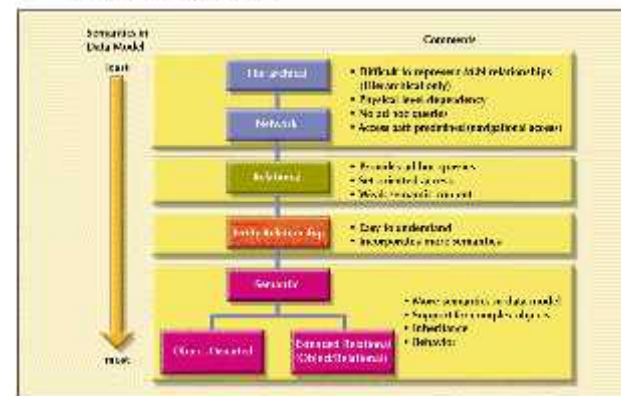 Semantics in
Data Model
Comments
least
Hierarchical
• Difficult to represent M:N relationships
(Hierarchical only)
• Physical level dependency
• No ad hoc queries
• Access path predefined (navigational access)
Network
Relational
• Provides ad hoc queries
• Set-oriented access
• Weak semantic content
Entity Relationship
• Easy to understand
• Incorporates more semantics
Semantic
• More semantics in data model
• Support for complex objects
• Inheritance
• Behavior
Object-Oriented
Extended Relational
(Object/Relational)
most